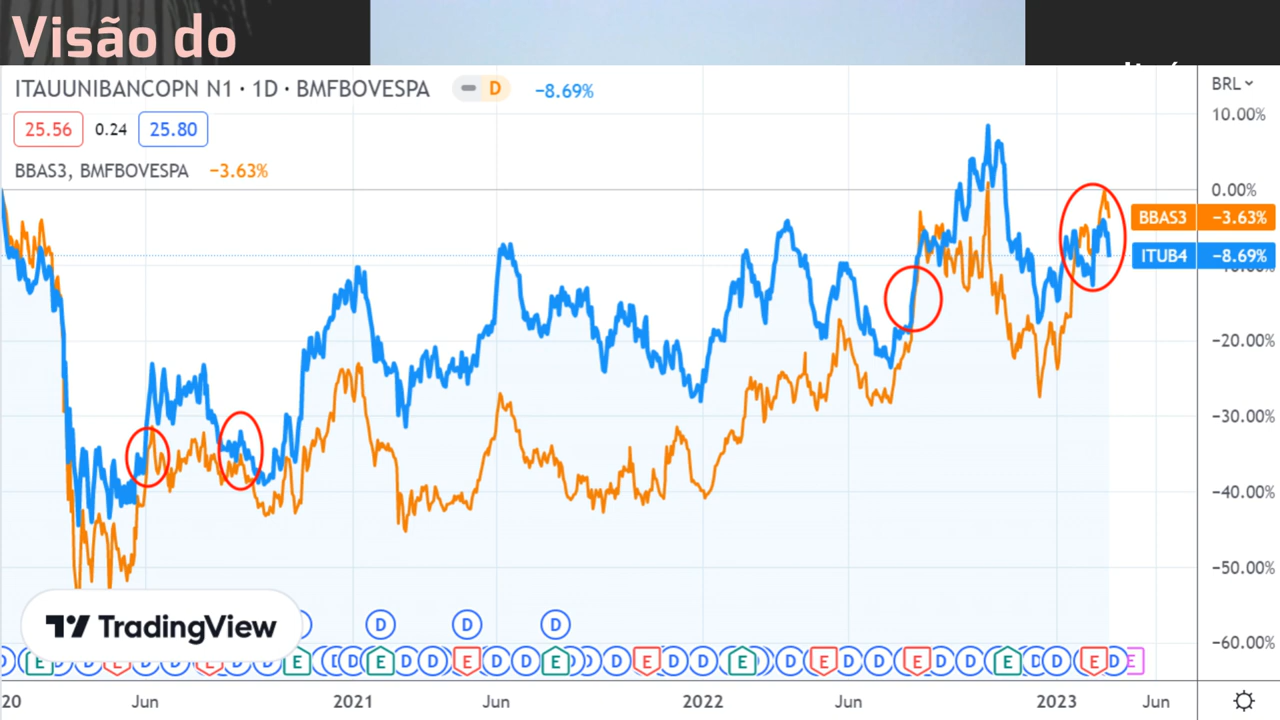 Visão do
ITAUUNIBANCOPN N1 · 1D · BMFBOVESPA D −8.69%
BRL
25.56 0.24 25.80
BBAS3, BMFBOVESPA −3.63%
10.00%
0.00%
BBAS3 −3.63%
ITUB4 −8.69%
−20.00%
−30.00%
−40.00%
−50.00%
−60.00%
TradingView
D D D
E D D E D E D D E D D D E D D E D D E D D E D D E D D E D D E D D E D E
20 Jun 2021 Jun 2022 Jun 2023 Jun